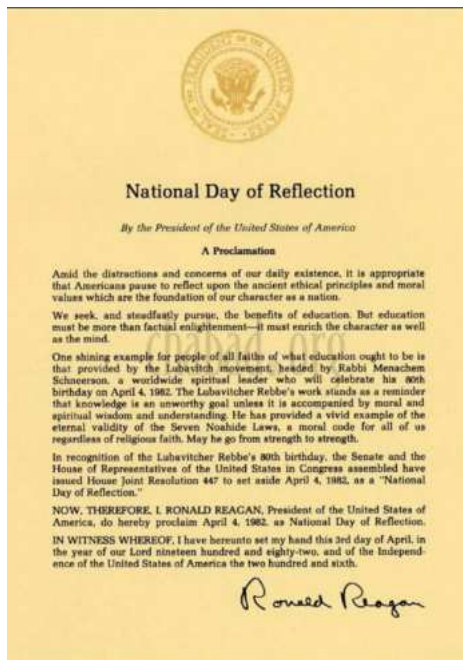 SEAL OF THE PRESIDENT OF THE UNITED STATES
National Day of Reflection
By the President of the United States of America
A Proclamation
Amid the distractions and concerns of our daily existence, it is appropriate
that Americans pause to reflect upon the ancient ethical principles and moral
values which are the foundation of our character as a nation.
We seek, and steadfastly pursue, the benefits of education. But education
must be more than factual enlightenment—it must enrich the character as well
as the mind.
One shining example for people of all faiths of what education ought to be is
that provided by the Lubavitch movement, headed by Rabbi Menachem
Schneerson, a worldwide spiritual leader who will celebrate his 80th
birthday on April 4, 1982. The Lubavitcher Rebbe's work stands as a reminder
that knowledge is an unworthy goal unless it is accompanied by moral and
spiritual wisdom and understanding. He has provided a vivid example of the
eternal validity of the Seven Noahide Laws, a moral code for all of us
regardless of religious faith. May he go from strength to strength.
In recognition of the Lubavitcher Rebbe's 80th birthday, the Senate and the
House of Representatives of the United States in Congress assembled have
issued House Joint Resolution 447 to set aside April 4, 1982, as a "National
Day of Reflection."
NOW, THEREFORE, I, RONALD REAGAN, President of the United States of
America, do hereby proclaim April 4, 1982, as National Day of Reflection.
IN WITNESS WHEREOF, I have hereunto set my hand this 3rd day of April, in
the year of our Lord nineteen hundred and eighty-two, and of the Independ-
ence of the United States of America the two hundred and sixth.
Ronald Reagan
chabad.org